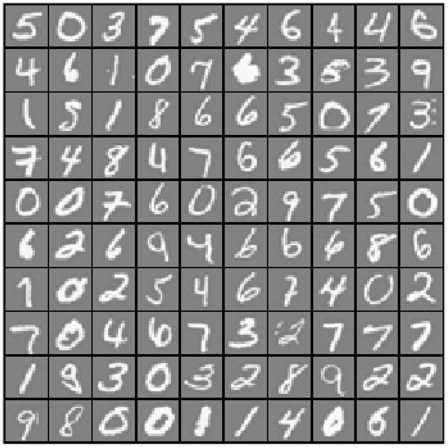 5 0 3 7 5 4 6 1 4 6
4 6 1 0 7 6 3 5 3 9
1 5 1 8 6 6 5 0 7 3
7 4 8 4 7 6 6 5 6 1
0 0 7 6 0 2 9 7 5 0
6 2 6 9 4 6 6 6 8 6
1 0 2 5 4 6 7 4 0 2
7 0 4 6 7 3 2 7 7 7
1 9 3 0 3 2 8 9 2 2
9 8 0 0 1 1 4 0 6 1